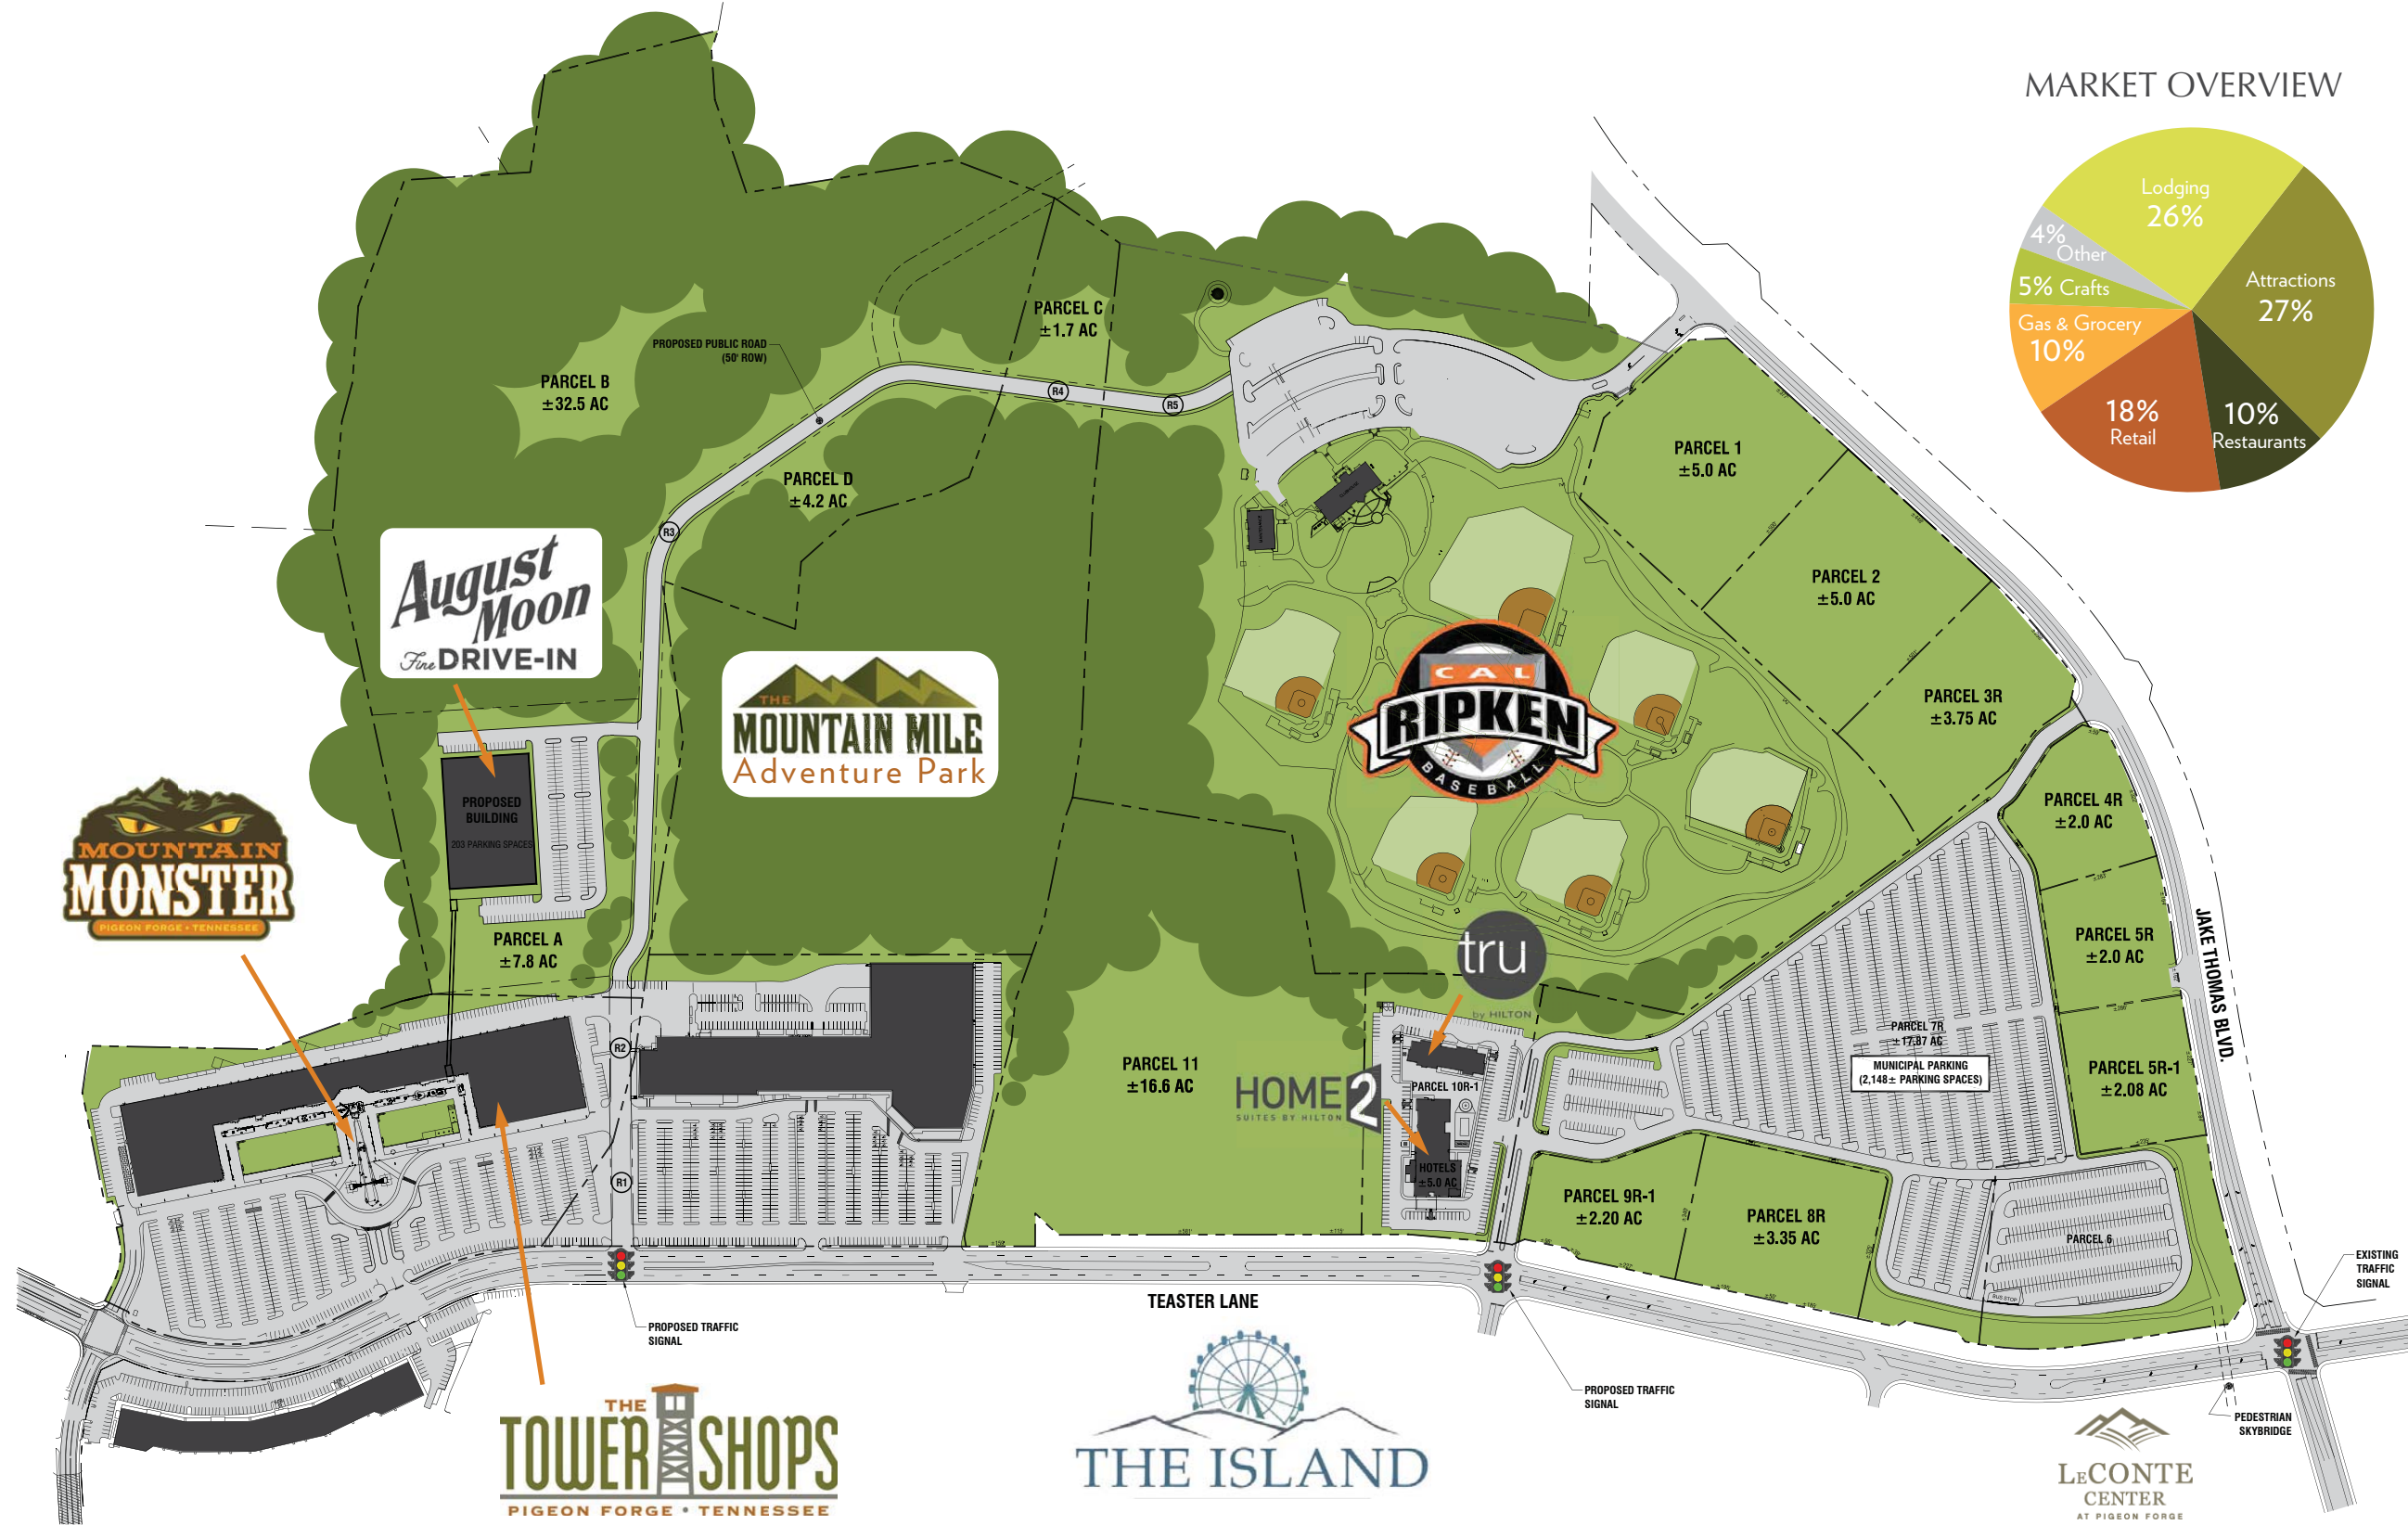 MARKET OVERVIEW
Lodging
26%
4%
Other
5% Crafts
Attractions
27%
Gas & Grocery
10%
18%
Retail
10%
Restaurants
PARCEL C
±1.7 AC
PROPOSED PUBLIC ROAD
(50' ROW)
PARCEL B
±32.5 AC
R4
R5
PARCEL D
±4.2 AC
R3
PARCEL 1
±5.0 AC
PARCEL 2
±5.0 AC
PARCEL 3R
±3.75 AC
August
Moon
Fine DRIVE-IN
THE
MOUNTAIN MILE
Adventure Park
CAL
RIPKEN
BASEBALL
PROPOSED
BUILDING
203 PARKING SPACES
MOUNTAIN
MONSTER
PIGEON FORGE • TENNESSEE
PARCEL A
±7.8 AC
PARCEL 4R
±2.0 AC
PARCEL 5R
±2.0 AC
JAKE THOMAS BLVD.
tru
by HILTON
PARCEL 7R
±17.87 AC
MUNICIPAL PARKING
(2,148± PARKING SPACES)
PARCEL 5R-1
±2.08 AC
R2
PARCEL 11
±16.6 AC
HOME2
SUITES BY HILTON
PARCEL 10R-1
HOTELS
±5.0 AC
R1
PARCEL 9R-1
±2.20 AC
PARCEL 8R
±3.35 AC
PARCEL 6
BUS STOP
EXISTING
TRAFFIC
SIGNAL
TEASTER LANE
PROPOSED TRAFFIC
SIGNAL
PROPOSED TRAFFIC
SIGNAL
PEDESTRIAN
SKYBRIDGE
THE
TOWER SHOPS
PIGEON FORGE • TENNESSEE
THE ISLAND
LeCONTE
CENTER
AT PIGEON FORGE